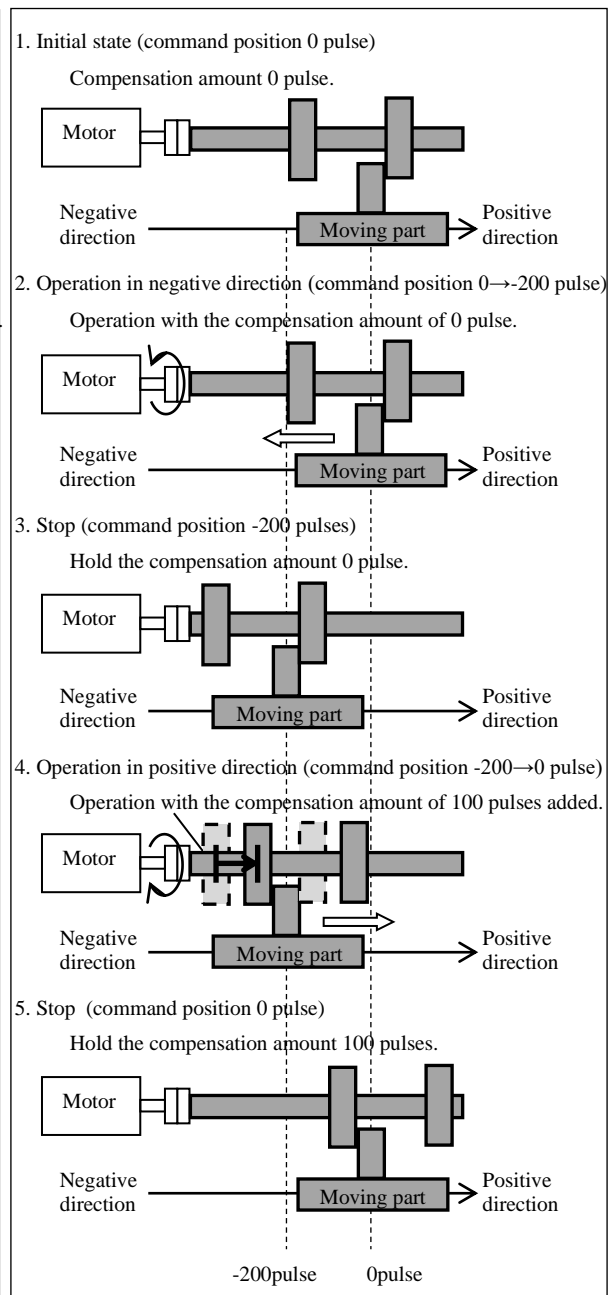 1. Initial state (command position 0 pulse)
Compensation amount 0 pulse.
Motor
Negative
direction
Moving part
Positive
direction
2. Operation in negative direction (command position 0→-200 pulse)
Operation with the compensation amount of 0 pulse.
Motor
Negative
direction
Moving part
Positive
direction
3. Stop (command position -200 pulses)
Hold the compensation amount 0 pulse.
Motor
Negative
direction
Moving part
Positive
direction
4. Operation in positive direction (command position -200→0 pulse)
Operation with the compensation amount of 100 pulses added.
Motor
Negative
direction
Moving part
Positive
direction
5. Stop (command position 0 pulse)
Hold the compensation amount 100 pulses.
Motor
Negative
direction
Moving part
Positive
direction
-200pulse 0pulse